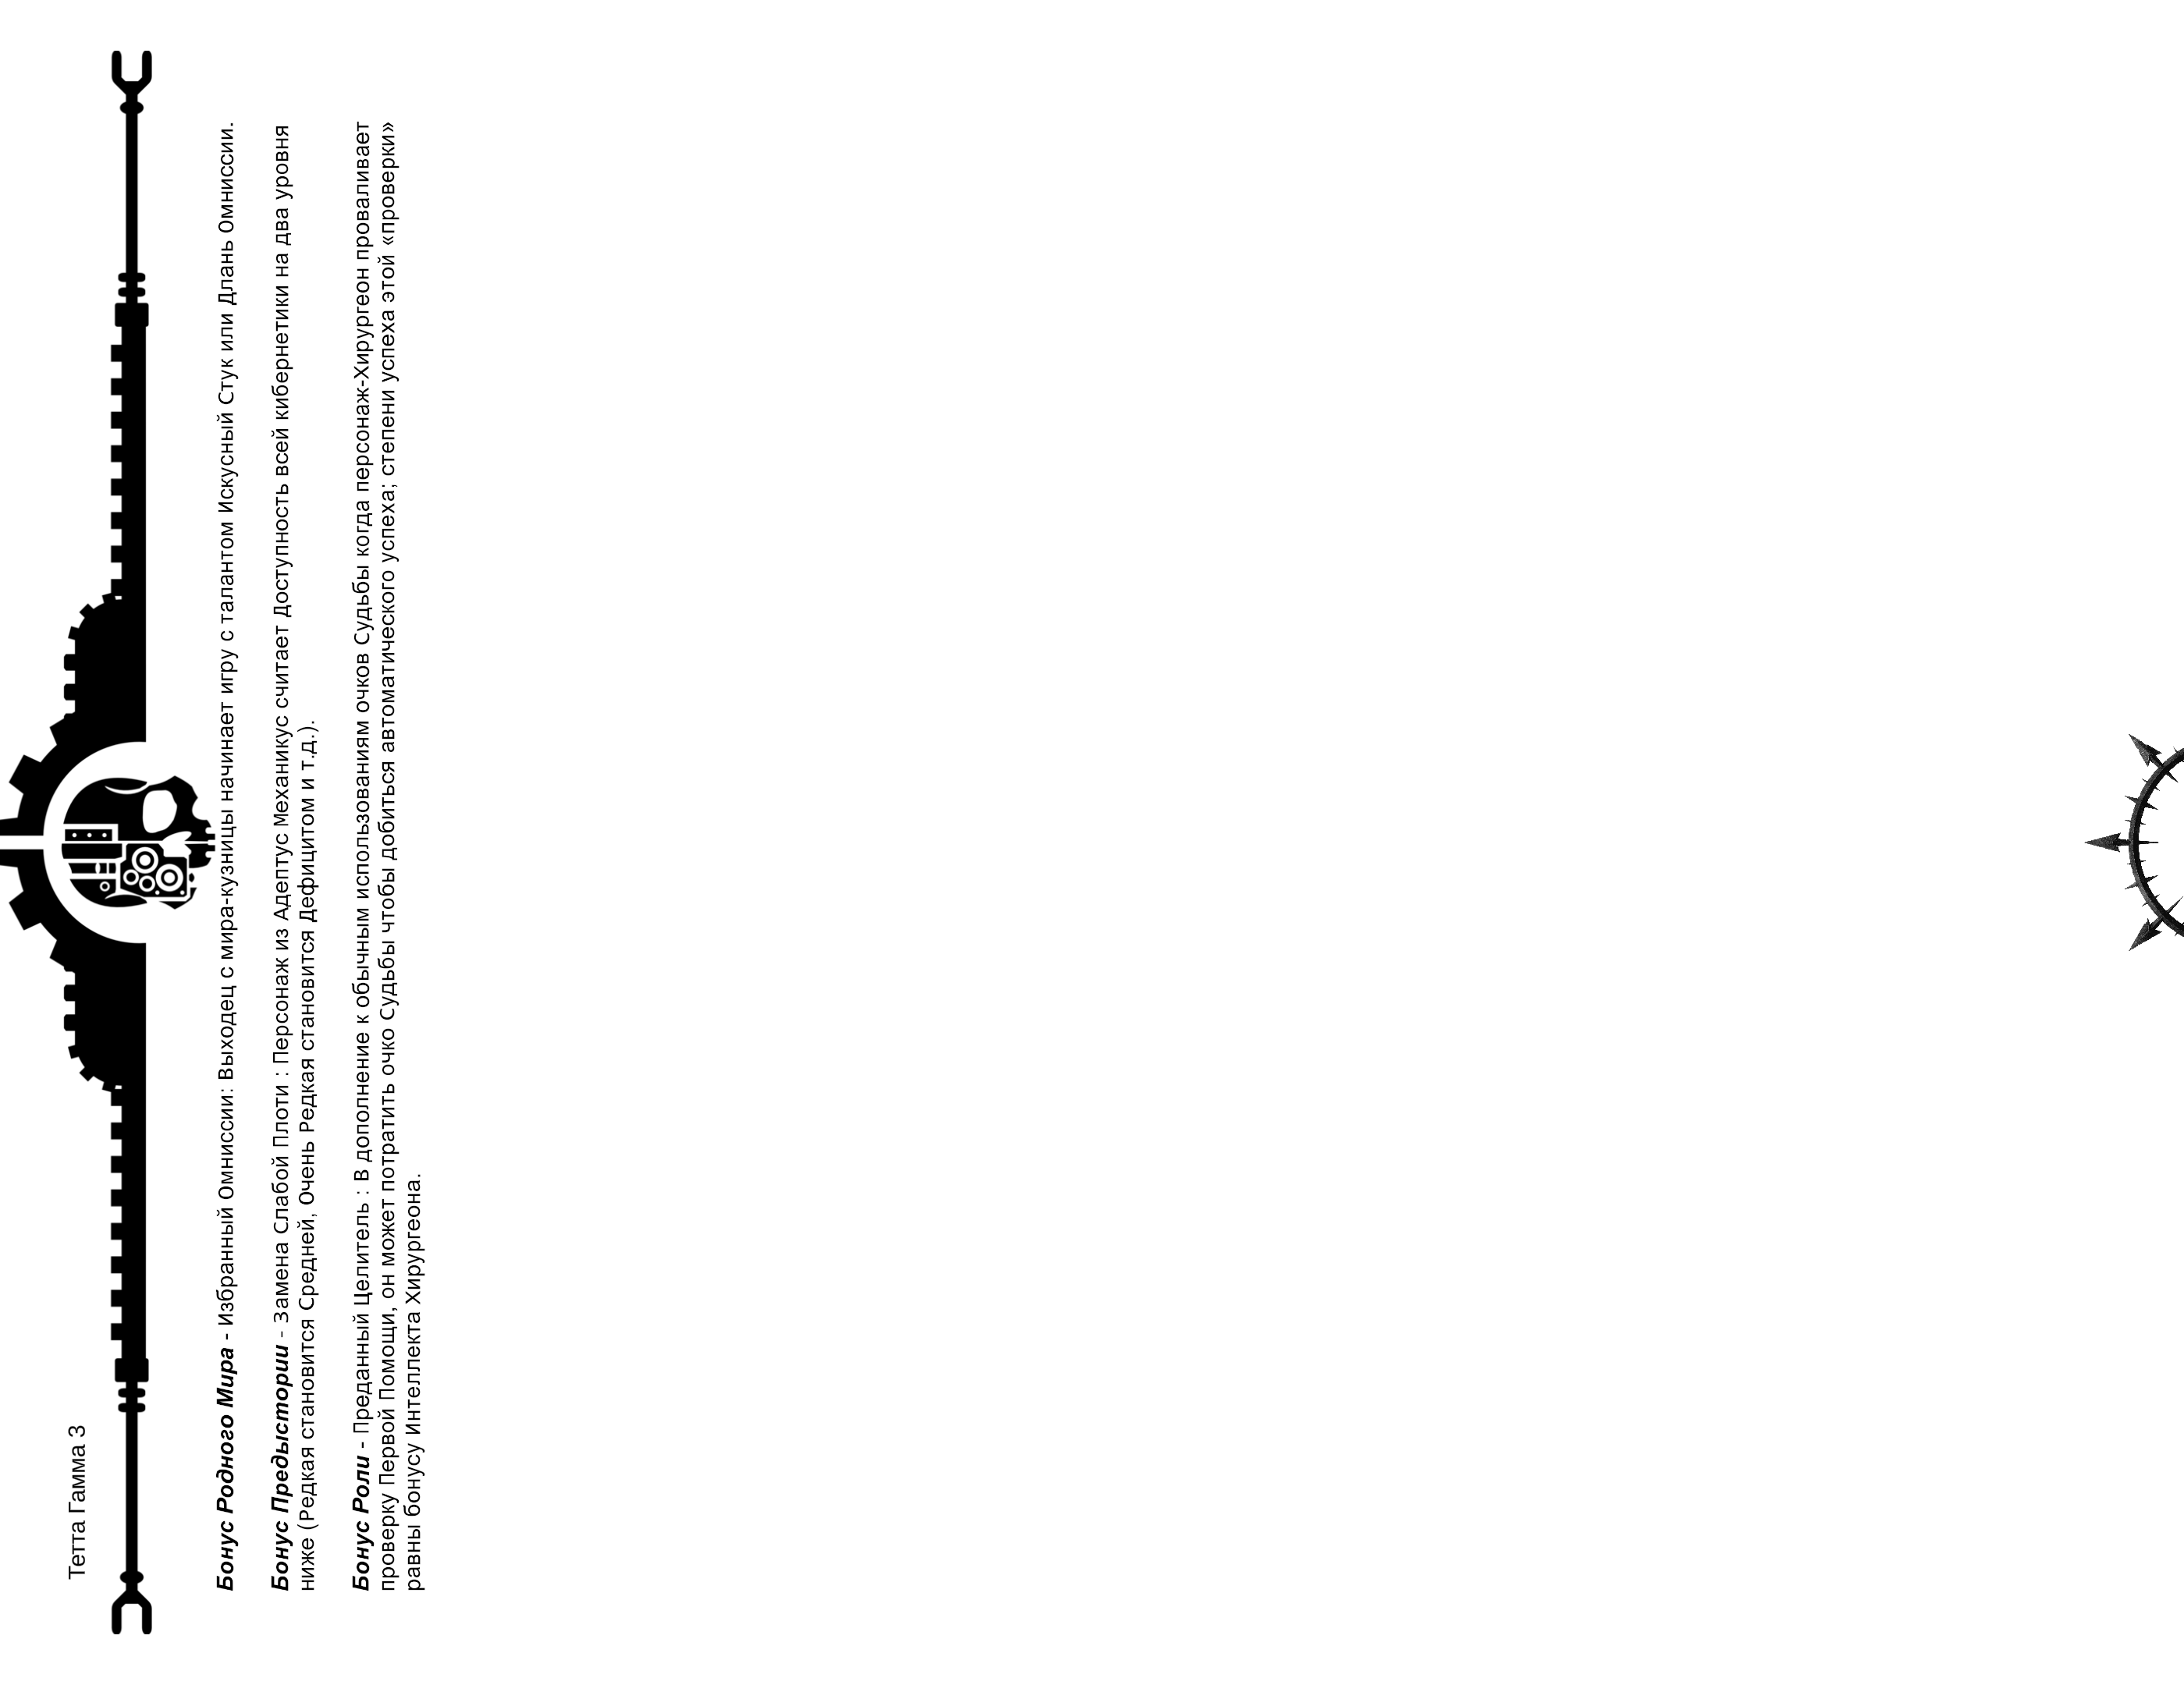 Тетта Гамма 3
Бонус Родного Мира - Избранный Омниссии: Выходец с мира-кузницы начинает игру с талантом Искусный Стук или Длань Омниссии.
Бонус Предыстории - Замена Слабой Плоти : Персонаж из Адептус Механикус считает Доступность всей кибернетики на два уровня
ниже (Редкая становится Средней, Очень Редкая становится Дефицитом и т.д.).
Бонус Роли - Преданный Целитель : В дополнение к обычным использованиям очков Судьбы когда персонаж-Хирургеон проваливает
проверку Первой Помощи, он может потратить очко Судьбы чтобы добиться автоматического успеха; степени успеха этой «проверки»
равны бонусу Интеллекта Хирургеона.